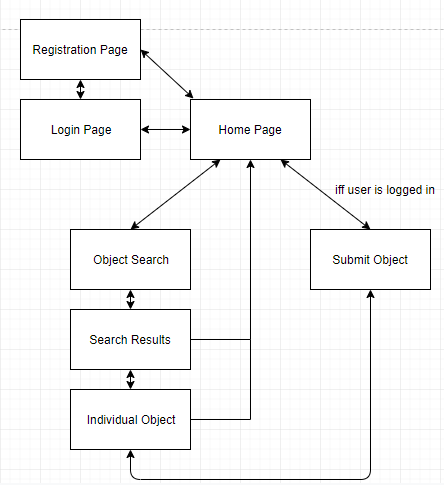 Registration Page
Login Page
Home Page
iff user is logged in
Object Search
Submit Object
Search Results
Individual Object